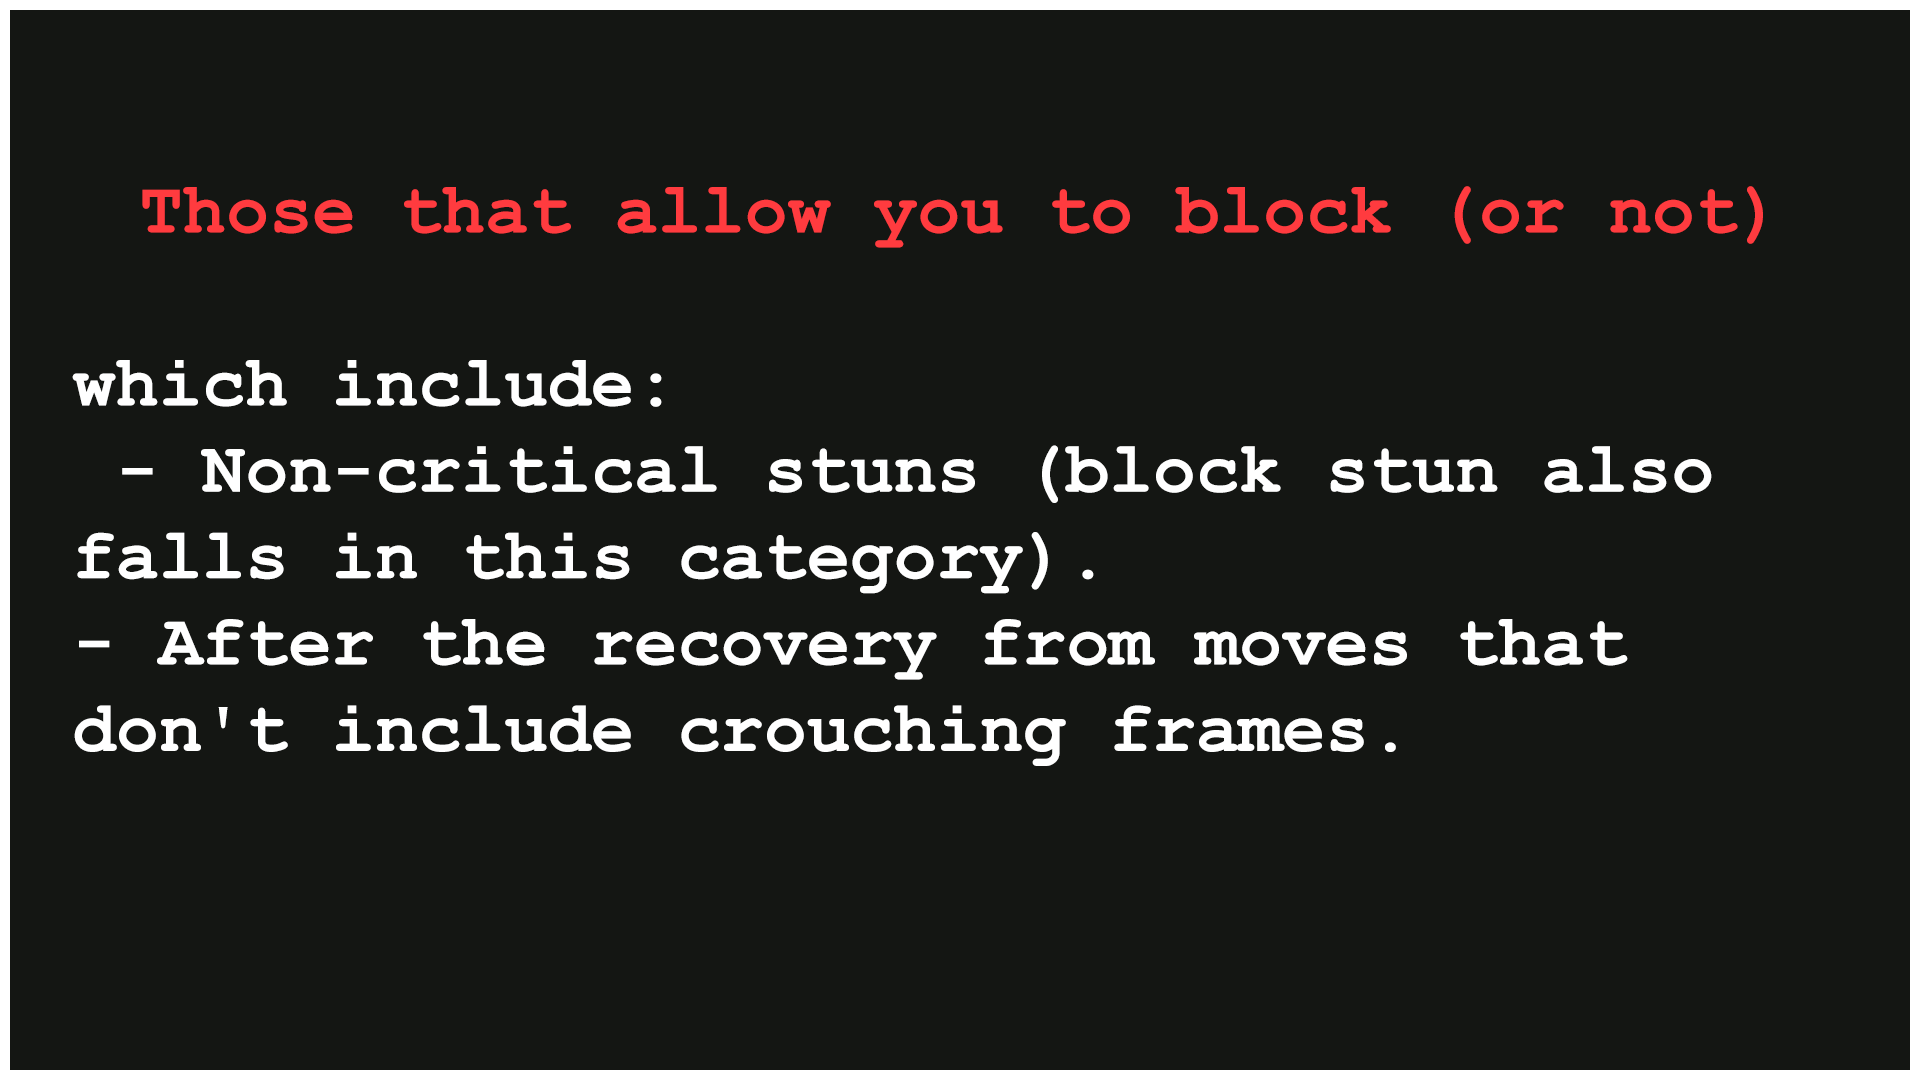 Those that allow you to block (or not)
which include:
- Non-critical stuns (block stun also
falls in this category).
- After the recovery from moves that
don't include crouching frames.